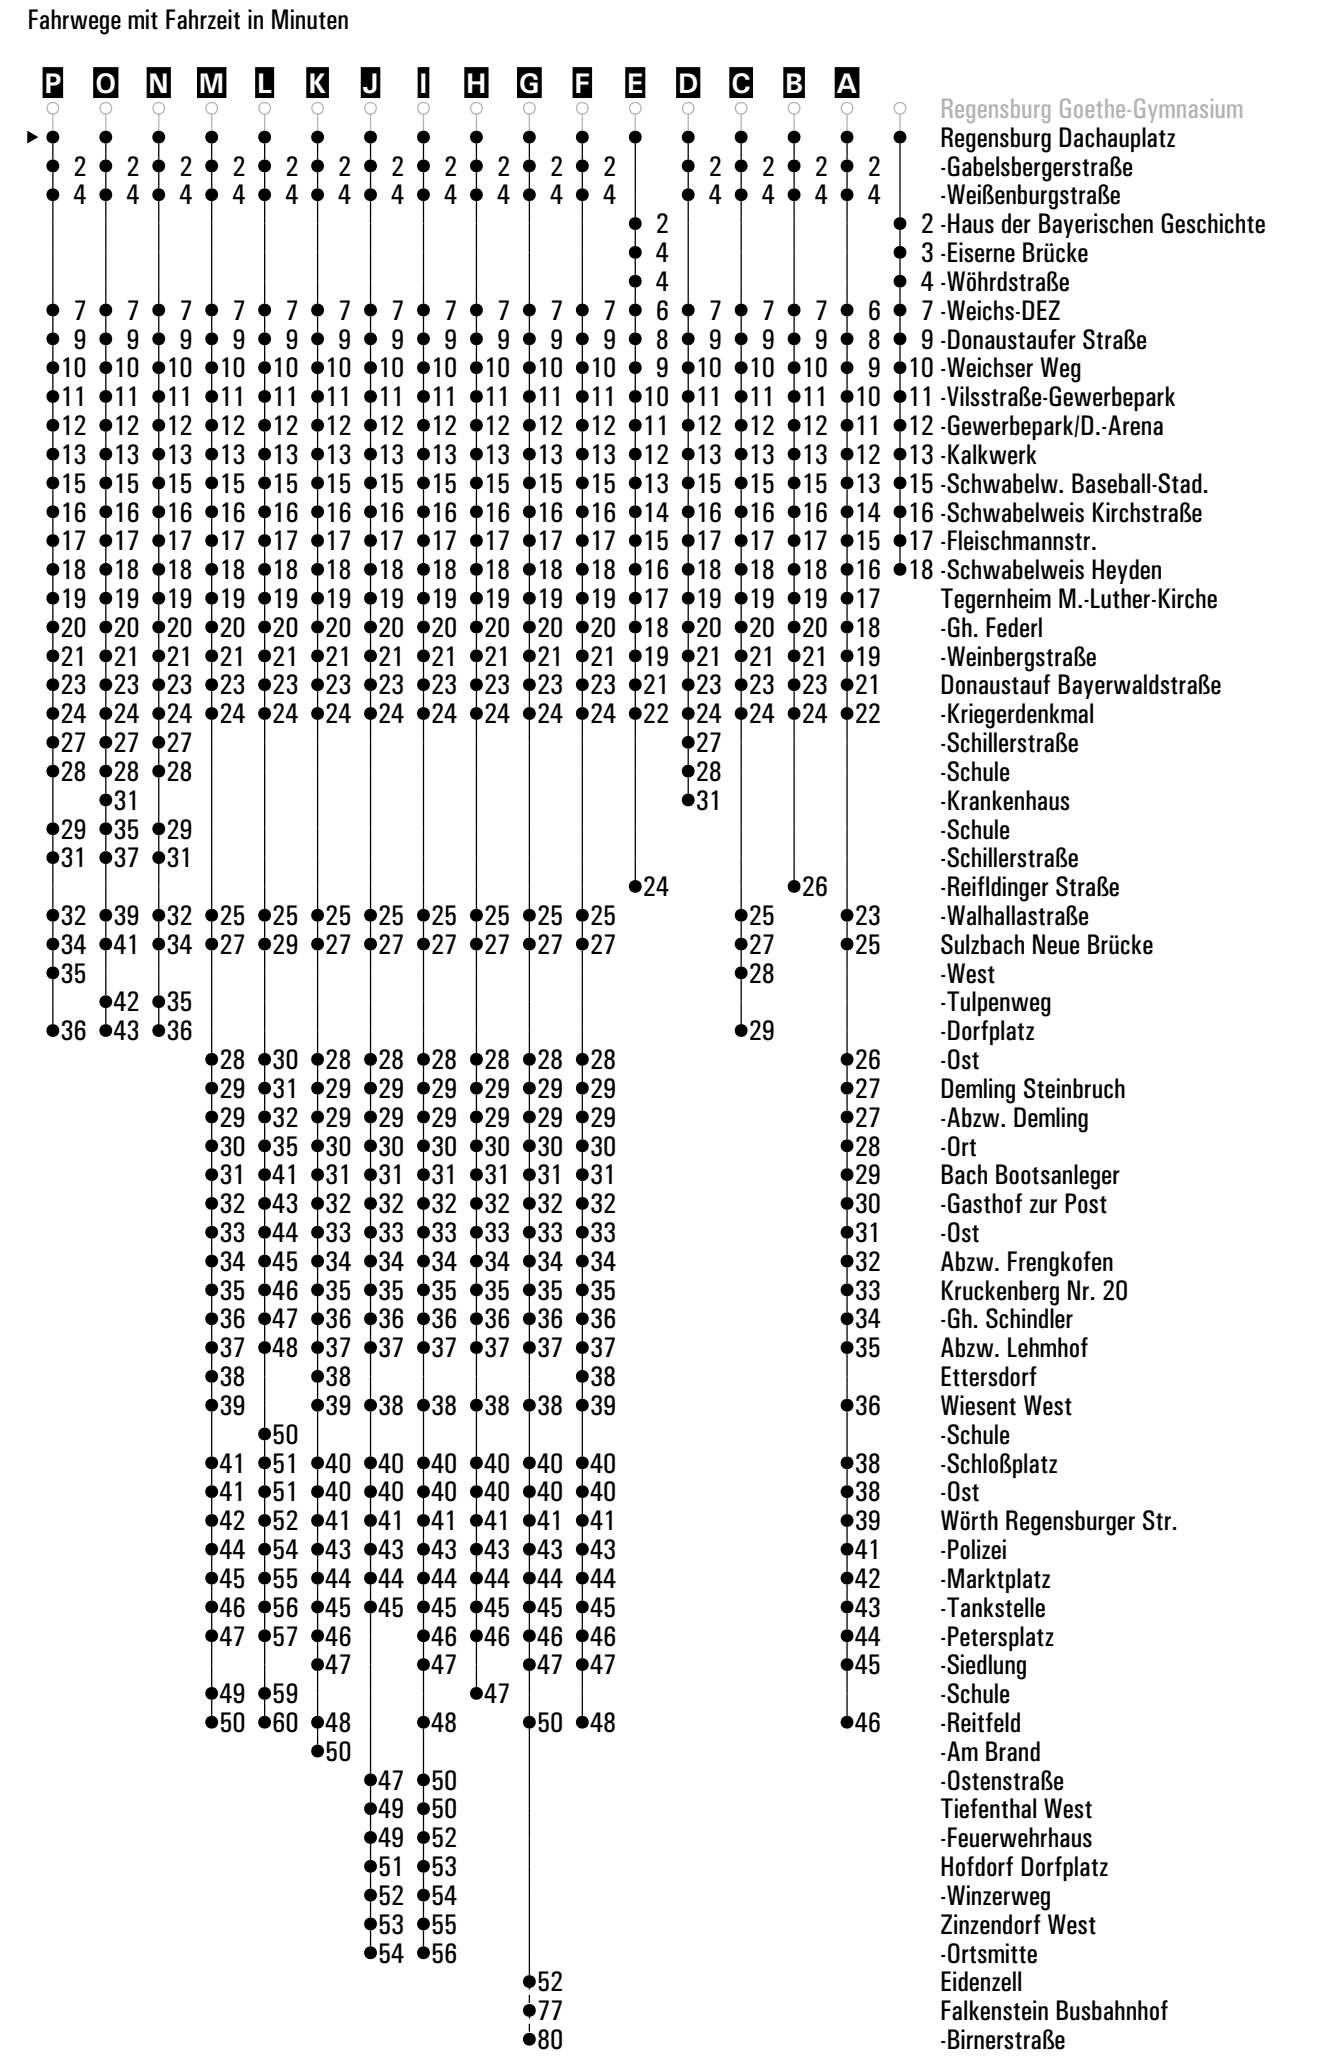 Fahrwege mit Fahrzeit in Minuten
P O N M L K J I H G F E D C B A
Regensburg Goethe-Gymnasium
Regensburg Dachauplatz
2 2 2 2 2 2 2 2 2 2 2 2 2 2 2 -Gabelsbergerstraße
4 4 4 4 4 4 4 4 4 4 4 4 4 4 4 -Weißenburgstraße
2 2 -Haus der Bayerischen Geschichte
4 3 -Eiserne Brücke
4 4 -Wöhrdstraße
7 7 7 7 7 7 7 7 7 7 7 6 7 7 7 6 7 -Weichs-DEZ
9 9 9 9 9 9 9 9 9 9 9 8 9 9 9 8 9 -Donaustaufer Straße
10 10 10 10 10 10 10 10 10 10 10 9 10 10 10 9 10 -Weichser Weg
11 11 11 11 11 11 11 11 11 11 11 10 11 11 11 10 11 -Vilsstraße-Gewerbepark
12 12 12 12 12 12 12 12 12 12 12 11 12 12 12 11 12 -Gewerbepark/D.-Arena
13 13 13 13 13 13 13 13 13 13 13 12 13 13 13 12 13 -Kalkwerk
15 15 15 15 15 15 15 15 15 15 15 13 15 15 15 13 15 -Schwabelw. Baseball-Stad.
16 16 16 16 16 16 16 16 16 16 16 14 16 16 16 14 16 -Schwabelweis Kirchstraße
17 17 17 17 17 17 17 17 17 17 17 15 17 17 17 15 17 -Fleischmannstr.
18 18 18 18 18 18 18 18 18 18 18 16 18 18 18 16 18 -Schwabelweis Heyden
19 19 19 19 19 19 19 19 19 19 19 17 19 19 19 17 Tegernheim M.-Luther-Kirche
20 20 20 20 20 20 20 20 20 20 20 18 20 20 20 18 -Gh. Federl
21 21 21 21 21 21 21 21 21 21 21 19 21 21 21 19 -Weinbergstraße
23 23 23 23 23 23 23 23 23 23 23 21 23 23 23 21 Donaustauf Bayerwaldstraße
24 24 24 24 24 24 24 24 24 24 24 22 24 24 24 22 -Kriegerdenkmal
27 27 27 27 -Schillerstraße
28 28 28 28 -Schule
31 31 -Krankenhaus
29 35 29 -Schule
31 37 31 -Schillerstraße
24 26 -Reifldinger Straße
32 39 32 25 25 25 25 25 25 25 25 25 23 -Walhallastraße
34 41 34 27 29 27 27 27 27 27 27 27 25 Sulzbach Neue Brücke
35 28 -West
42 35 -Tulpenweg
36 43 36 29 -Dorfplatz
28 30 28 28 28 28 28 28 26 -Ost
29 31 29 29 29 29 29 29 27 Demling Steinbruch
29 32 29 29 29 29 29 29 27 -Abzw. Demling
30 35 30 30 30 30 30 30 28 -Ort
31 41 31 31 31 31 31 31 29 Bach Bootsanleger
32 43 32 32 32 32 32 32 30 -Gasthof zur Post
33 44 33 33 33 33 33 33 31 -Ost
34 45 34 34 34 34 34 34 32 Abzw. Frengkofen
35 46 35 35 35 35 35 35 33 Kruckenberg Nr. 20
36 47 36 36 36 36 36 36 34 -Gh. Schindler
37 48 37 37 37 37 37 37 35 Abzw. Lehmhof
38 38 38 Ettersdorf
39 39 38 38 38 38 39 36 Wiesent West
50 -Schule
41 51 40 40 40 40 40 40 38 -Schloßplatz
41 51 40 40 40 40 40 40 38 -Ost
42 52 41 41 41 41 41 41 39 Wörth Regensburger Str.
44 54 43 43 43 43 43 43 41 -Polizei
45 55 44 44 44 44 44 44 42 -Marktplatz
46 56 45 45 45 45 45 45 43 -Tankstelle
47 57 46 46 46 46 46 44 -Petersplatz
47 47 47 47 45 -Siedlung
49 59 47 -Schule
50 60 48 48 50 48 46 -Reitfeld
50 -Am Brand
47 50 -Ostenstraße
49 50 Tiefenthal West
49 52 -Feuerwehrhaus
51 53 Hofdorf Dorfplatz
52 54 -Winzerweg
53 55 Zinzendorf West
54 56 -Ortsmitte
52 Eidenzell
77 Falkenstein Busbahnhof
80 -Birnerstraße